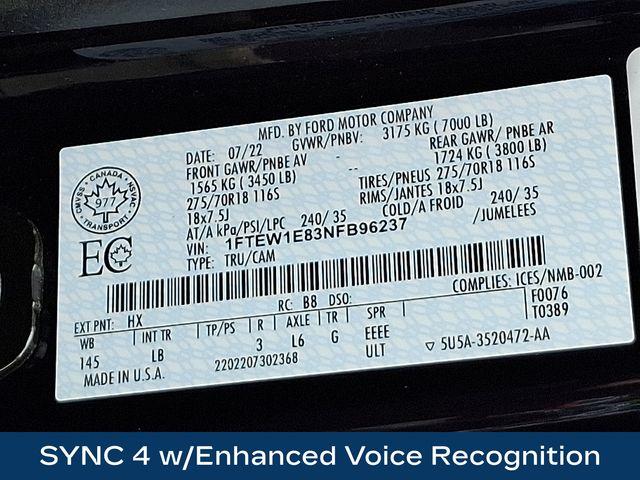 MFD. BY FORD MOTOR COMPANY
DATE: 07/22 GVWR/PNBV: 3175 KG ( 7000 LB)
FRONT GAWR/PNBE AV REAR GAWR/ PNBE AR
1565 KG ( 3450 LB) 1724 KG ( 3800 LB)
275/70R18 116S TIRES/PNEUS 275/70R18 116S
18x7.5J RIMS/JANTES 18x7.5J
AT/A kPa/PSI/LPC 240/ 35 COLD/A FROID 240/ 35
VIN: 1FTEW1E83NFB96237 /JUMELEES
TYPE: TRU/CAM
CMVSS · CANADA · NSVAC
977
TRANSPORT
EC
COMPLIES: ICES/NMB-002
EXT PNT: HX RC: B8 DSO: F0076
WB INT TR TP/PS R AXLE TR SPR T0389
145 LB 3 L6 G EEEE
ULT
MADE IN U.S.A. 2202207302368 ▽ 5U5A-3520472-AA
SYNC 4 w/Enhanced Voice Recognition